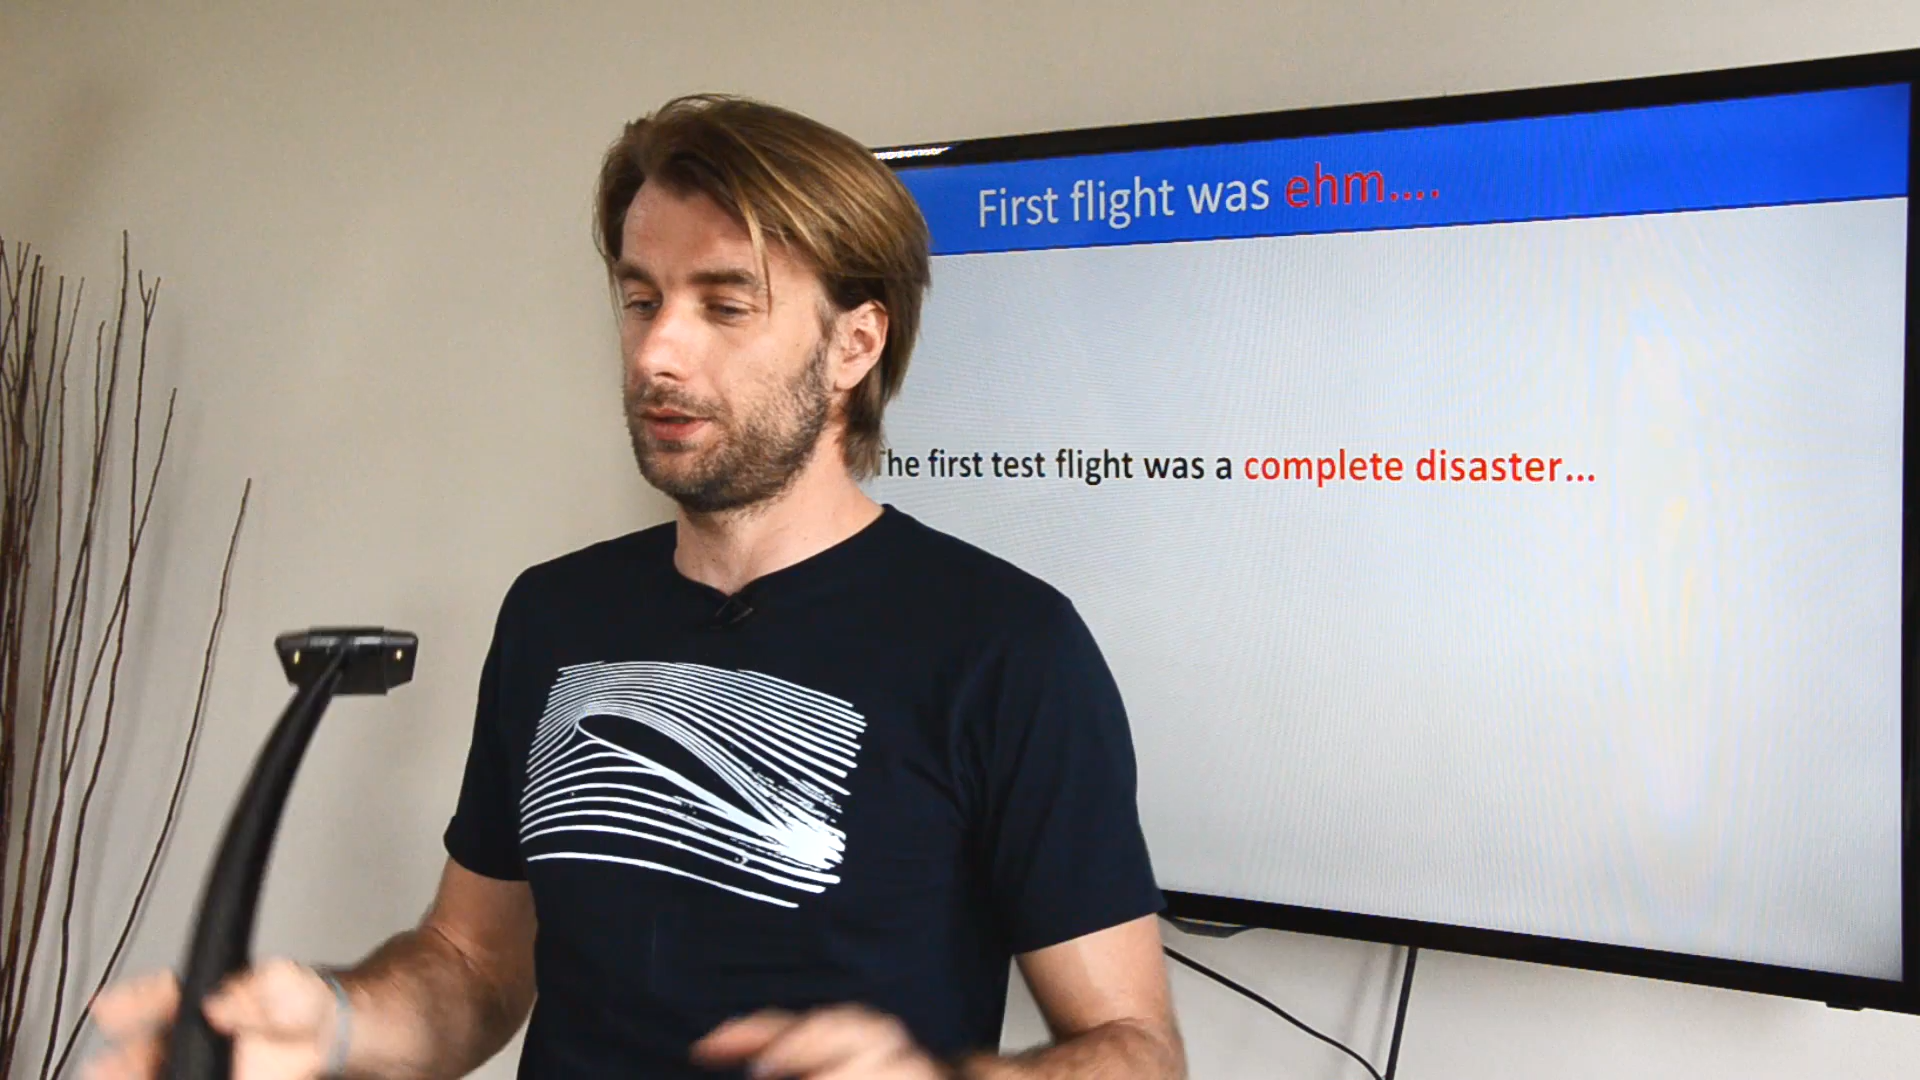 First flight was ehm....
The first test flight was a complete disaster...